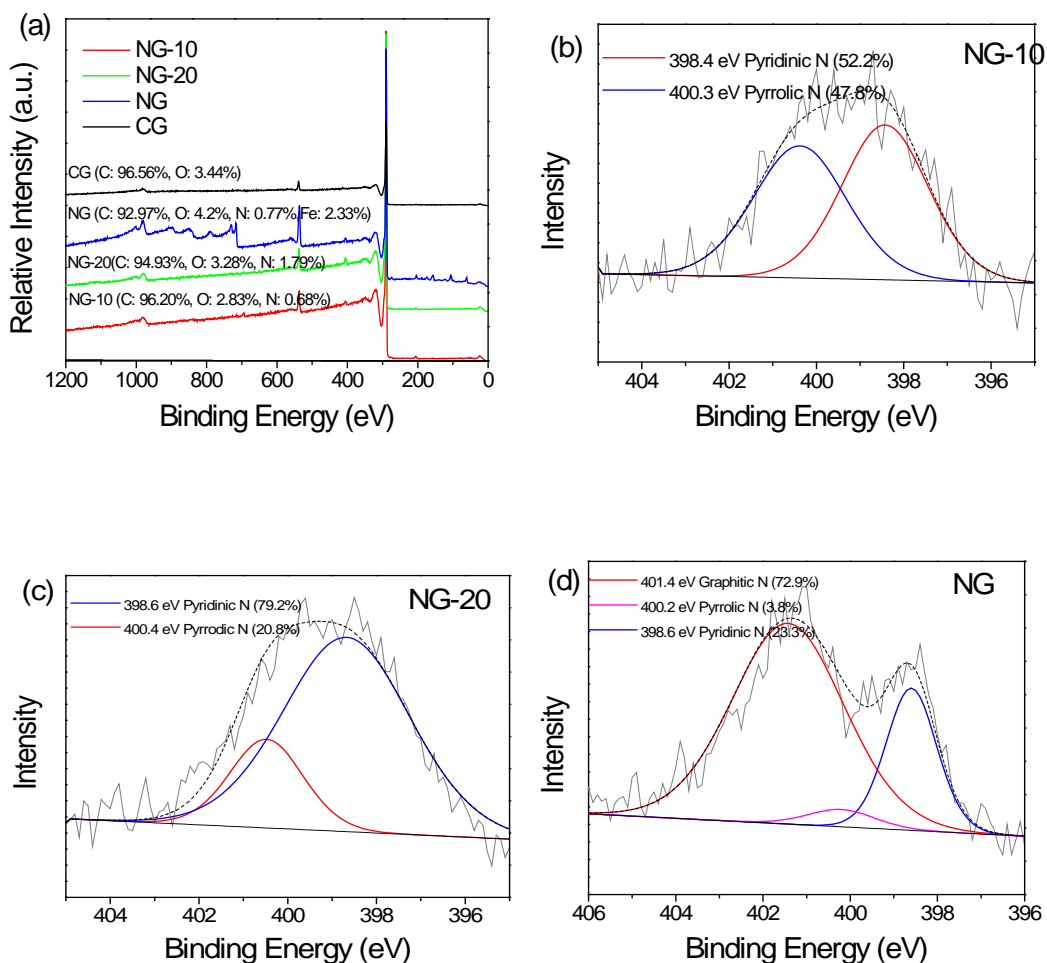 (a)
NG-10
NG-20
NG
CG
CG (C: 96.56%, O: 3.44%)
NG (C: 92.97%, O: 4.2%, N: 0.77%,Fe: 2.33%)
NG-20(C: 94.93%, O: 3.28%, N: 1.79%)
NG-10 (C: 96.20%, O: 2.83%, N: 0.68%)
Relative Intensity (a.u.)
1200 1000 800 600 400 200 0
Binding Energy (eV)
(b)
NG-10
398.4 eV Pyridinic N (52.2%)
400.3 eV Pyrrolic N (47.8%)
Intensity
404 402 400 398 396
Binding Energy (eV)
(c)
NG-20
398.6 eV Pyridinic N (79.2%)
400.4 eV Pyrrodic N (20.8%)
Intensity
404 402 400 398 396
Binding Energy (eV)
(d)
NG
401.4 eV Graphitic N (72.9%)
400.2 eV Pyrrolic N (3.8%)
398.6 eV Pyridinic N (23.3%)
Intensity
406 404 402 400 398 396
Binding Energy (eV)